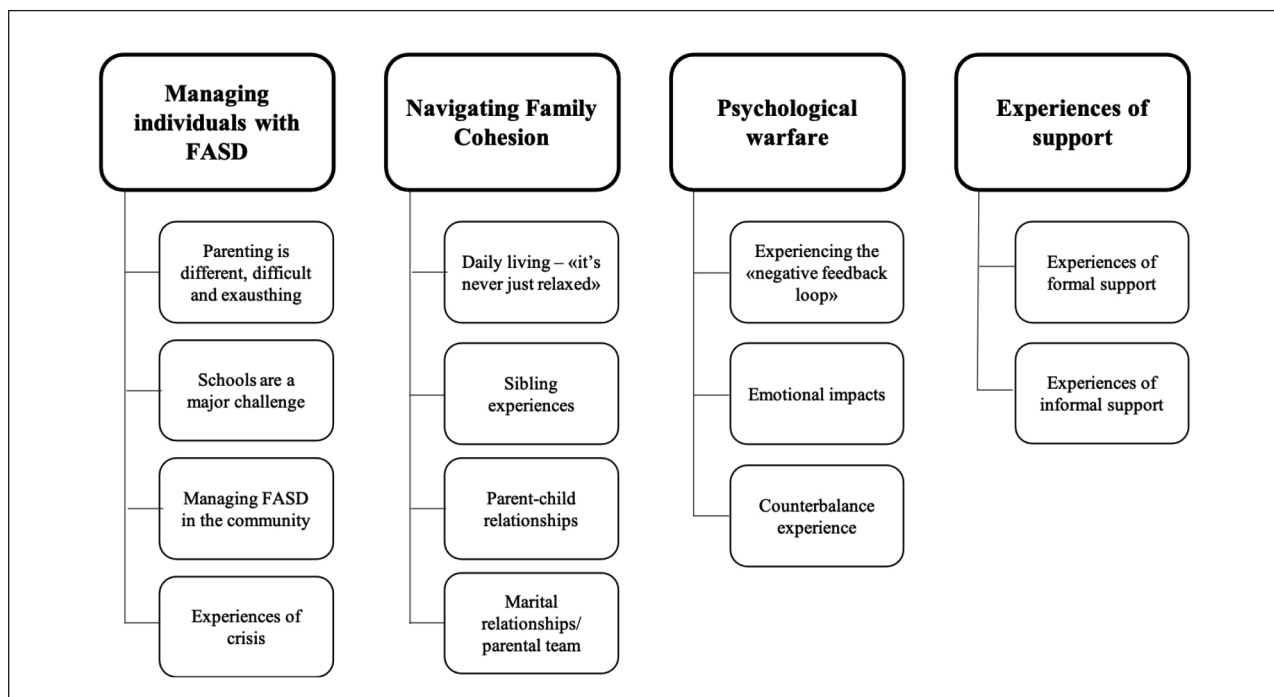 Managing
individuals with
FASD
Parenting is
different, difficult
and exausthing
Schools are a
major challenge
Managing FASD
in the community
Experiences of
crisis
Navigating Family
Cohesion
Daily living – «it’s
never just relaxed»
Sibling
experiences
Parent-child
relationships
Marital
relationships/
parental team
Psychological
warfare
Experiencing the
«negative feedback
loop»
Emotional impacts
Counterbalance
experience
Experiences of
support
Experiences of
formal support
Experiences of
informal support